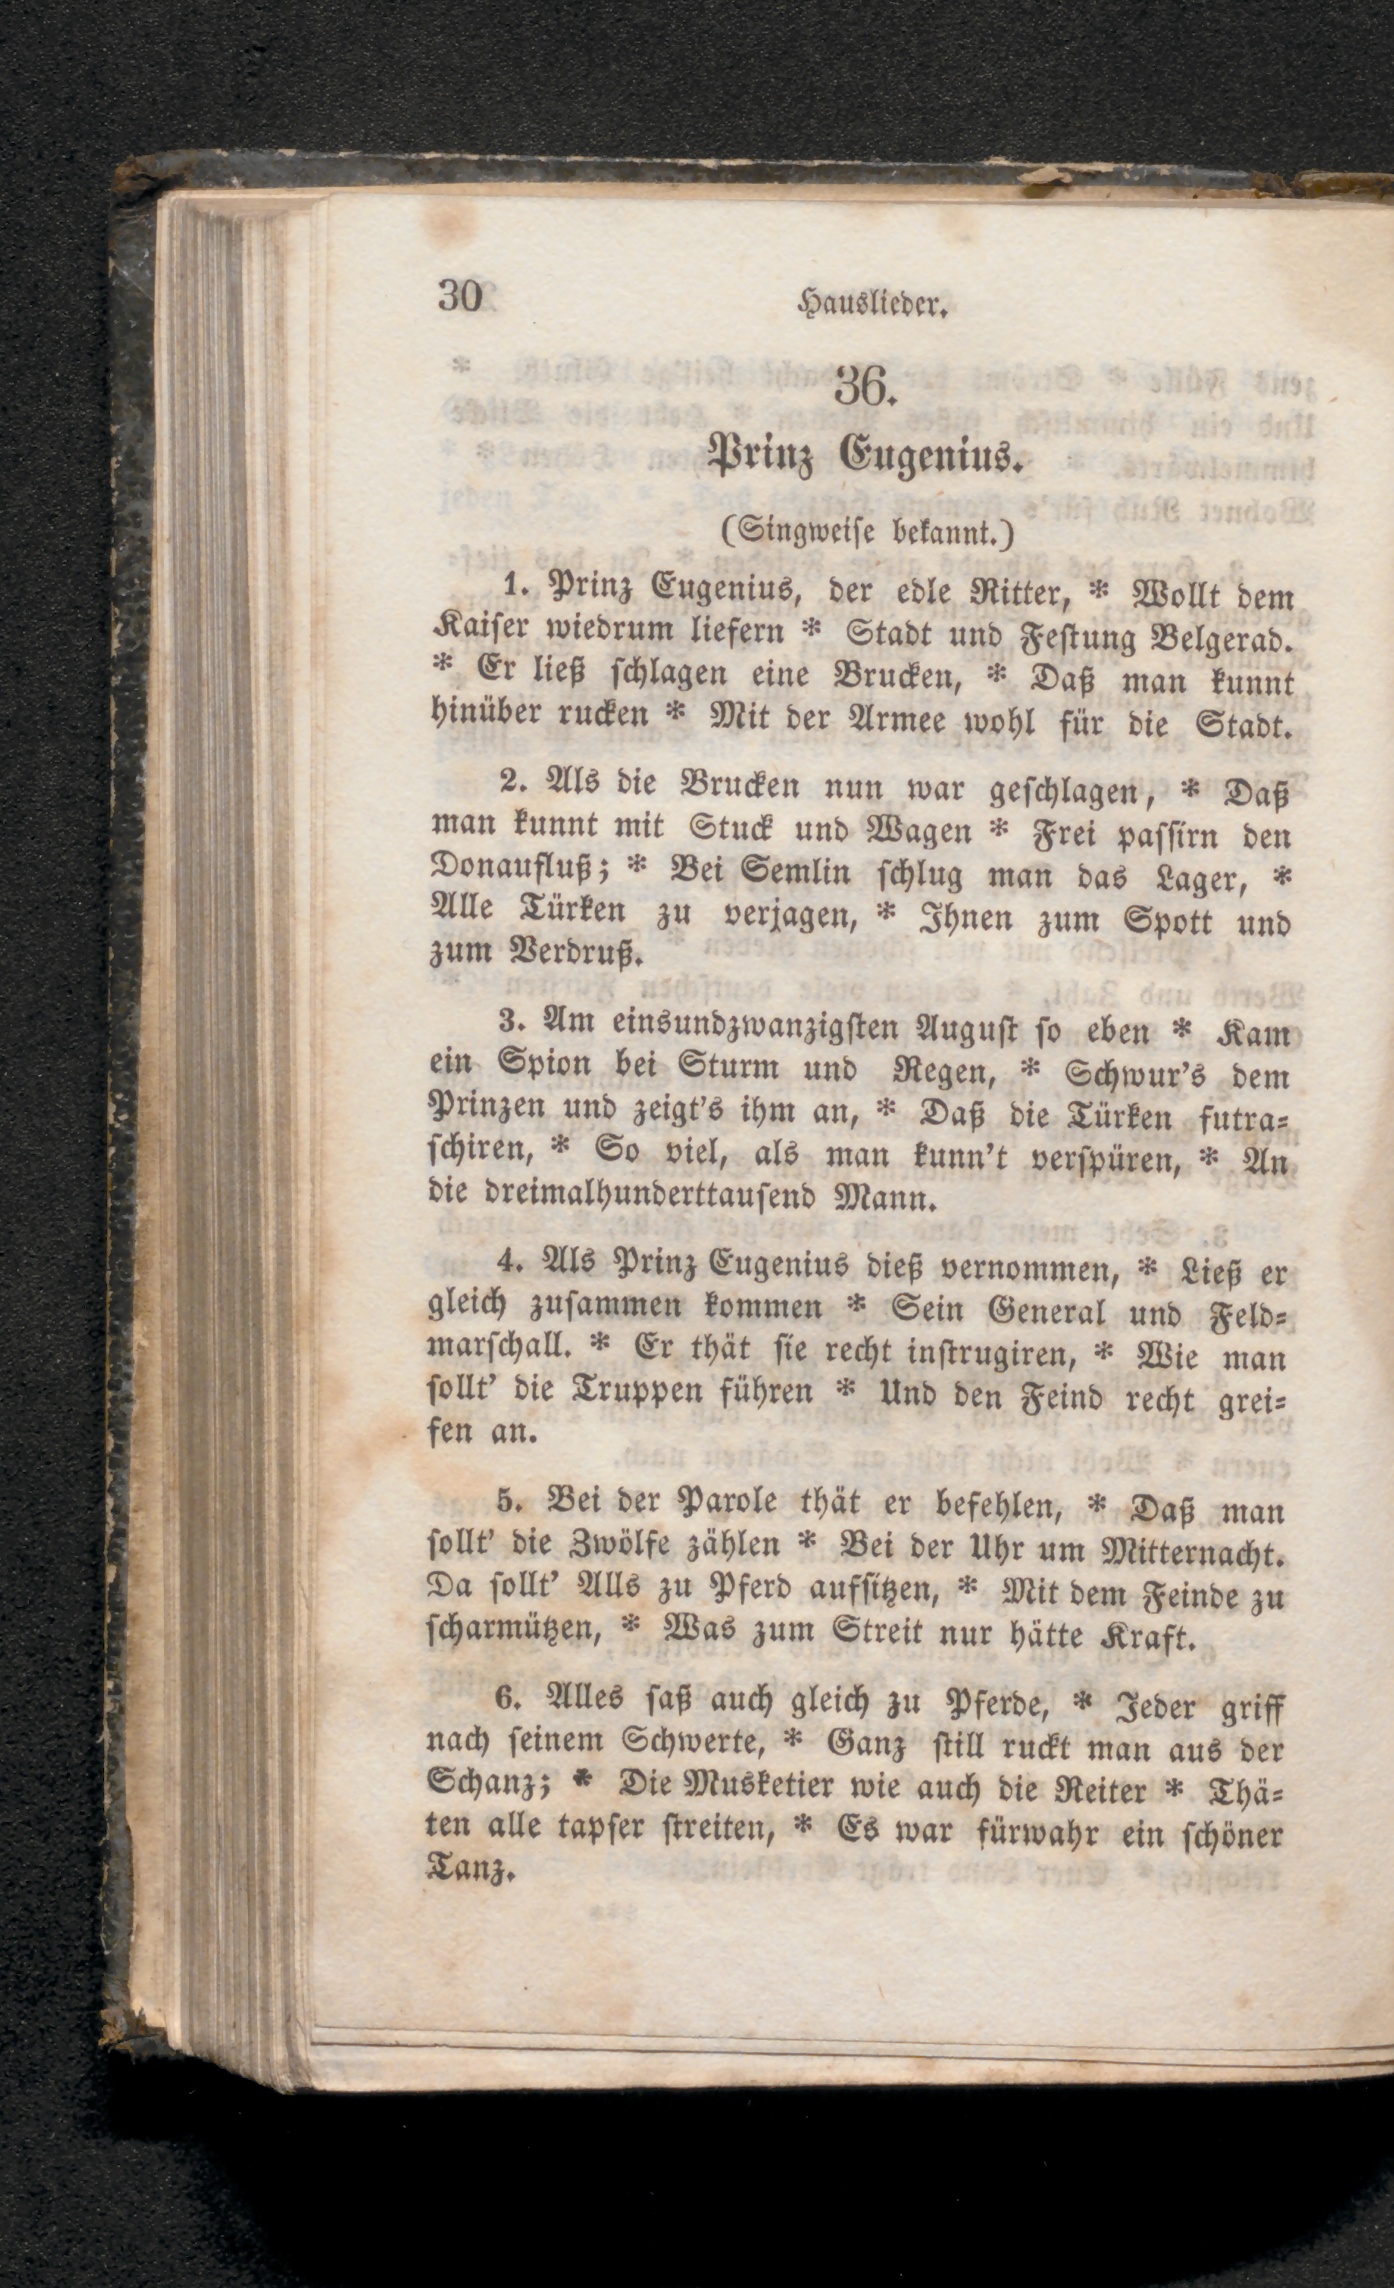 30
Hauslieder.
36.
Prinz Eugenius.
(Singweise bekannt.)
1. Prinz Eugenius, der edle Ritter, * Wollt dem
Kaiser wiedrum liefern * Stadt und Festung Belgerad.
* Er ließ schlagen eine Brucken, * Daß man kunnt
hinüber rucken * Mit der Armee wohl für die Stadt.
2. Als die Brucken nun war geschlagen, * Daß
man kunnt mit Stuck und Wagen * Frei passirn den
Donaufluß; * Bei Semlin schlug man das Lager, *
Alle Türken zu verjagen, * Ihnen zum Spott und
zum Verdruß.
3. Am einsundzwanzigsten August so eben * Kam
ein Spion bei Sturm und Regen, * Schwur's dem
Prinzen und zeigt's ihm an, * Daß die Türken futra-
schiren, * So viel, als man kunn't verspüren, * An
die dreimalhunderttausend Mann.
4. Als Prinz Eugenius dieß vernommen, * Ließ er
gleich zusammen kommen * Sein General und Feld-
marschall. * Er thät sie recht instrugiren, * Wie man
sollt' die Truppen führen * Und den Feind recht grei-
fen an.
5. Bei der Parole thät er befehlen, * Daß man
sollt' die Zwölfe zählen * Bei der Uhr um Mitternacht.
Da sollt' Alls zu Pferd aufsitzen, * Mit dem Feinde zu
scharmützen, * Was zum Streit nur hätte Kraft.
6. Alles saß auch gleich zu Pferde, * Jeder griff
nach seinem Schwerte, * Ganz still ruckt man aus der
Schanz; * Die Musketier wie auch die Reiter * Thä-
ten alle tapfer streiten, * Es war fürwahr ein schöner
Tanz.